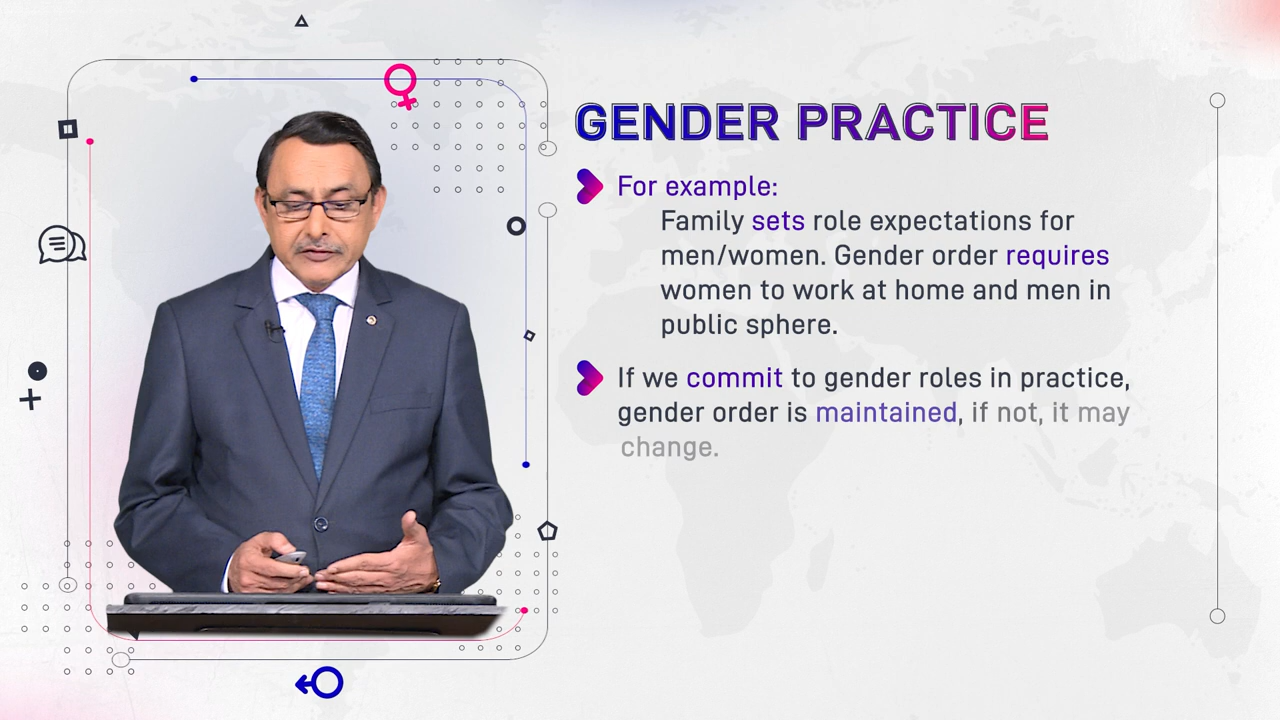 GENDER PRACTICE
For example:
Family sets role expectations for
men/women. Gender order requires
women to work at home and men in
public sphere.
If we commit to gender roles in practice,
gender order is maintained, if not, it may
change.